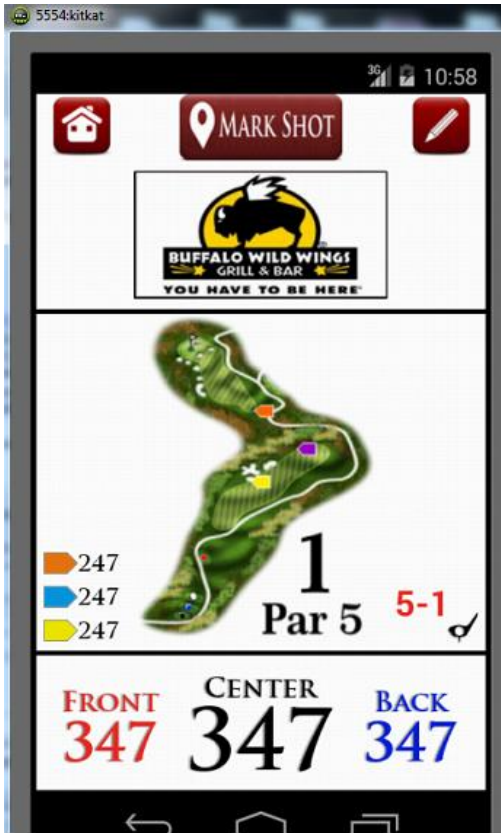 5554:kitkat
3G 10:58
MARK SHOT
BUFFALO WILD WINGS
GRILL & BAR
YOU HAVE TO BE HERE
247
247
247
1
Par 5
5-1
FRONT
347
CENTER
347
BACK
347